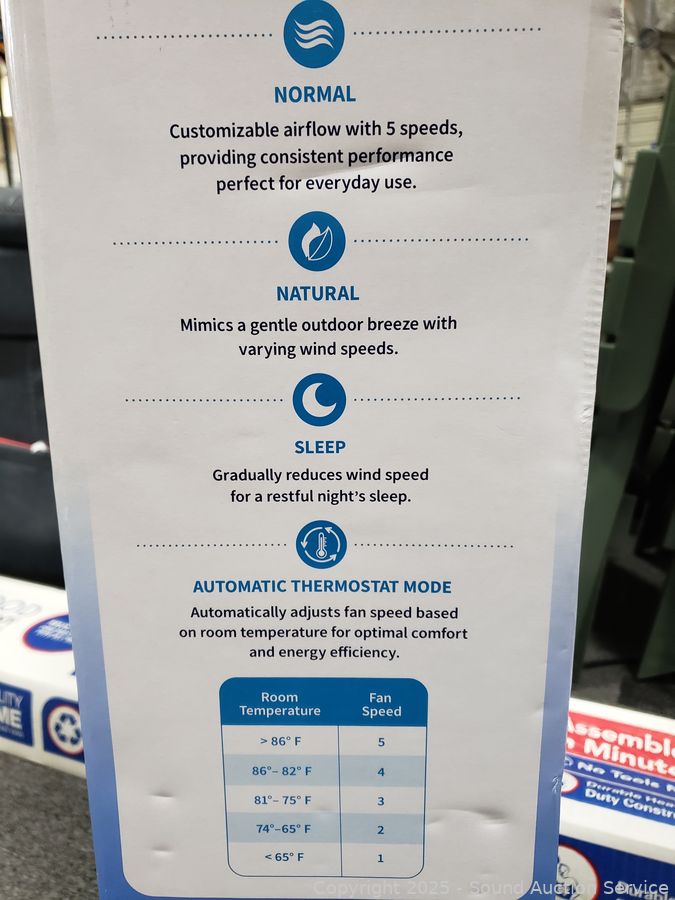 NORMAL
Customizable airflow with 5 speeds,
providing consistent performance
perfect for everyday use.
NATURAL
Mimics a gentle outdoor breeze with
varying wind speeds.
SLEEP
Gradually reduces wind speed
for a restful night's sleep.
AUTOMATIC THERMOSTAT MODE
Automatically adjusts fan speed based
on room temperature for optimal comfort
and energy efficiency.
Room Temperature Fan Speed
> 86° F 5
86°– 82° F 4
81°– 75° F 3
74°–65° F 2
< 65° F 1
No Tools
Copyright 2025 - Sound Auction Service